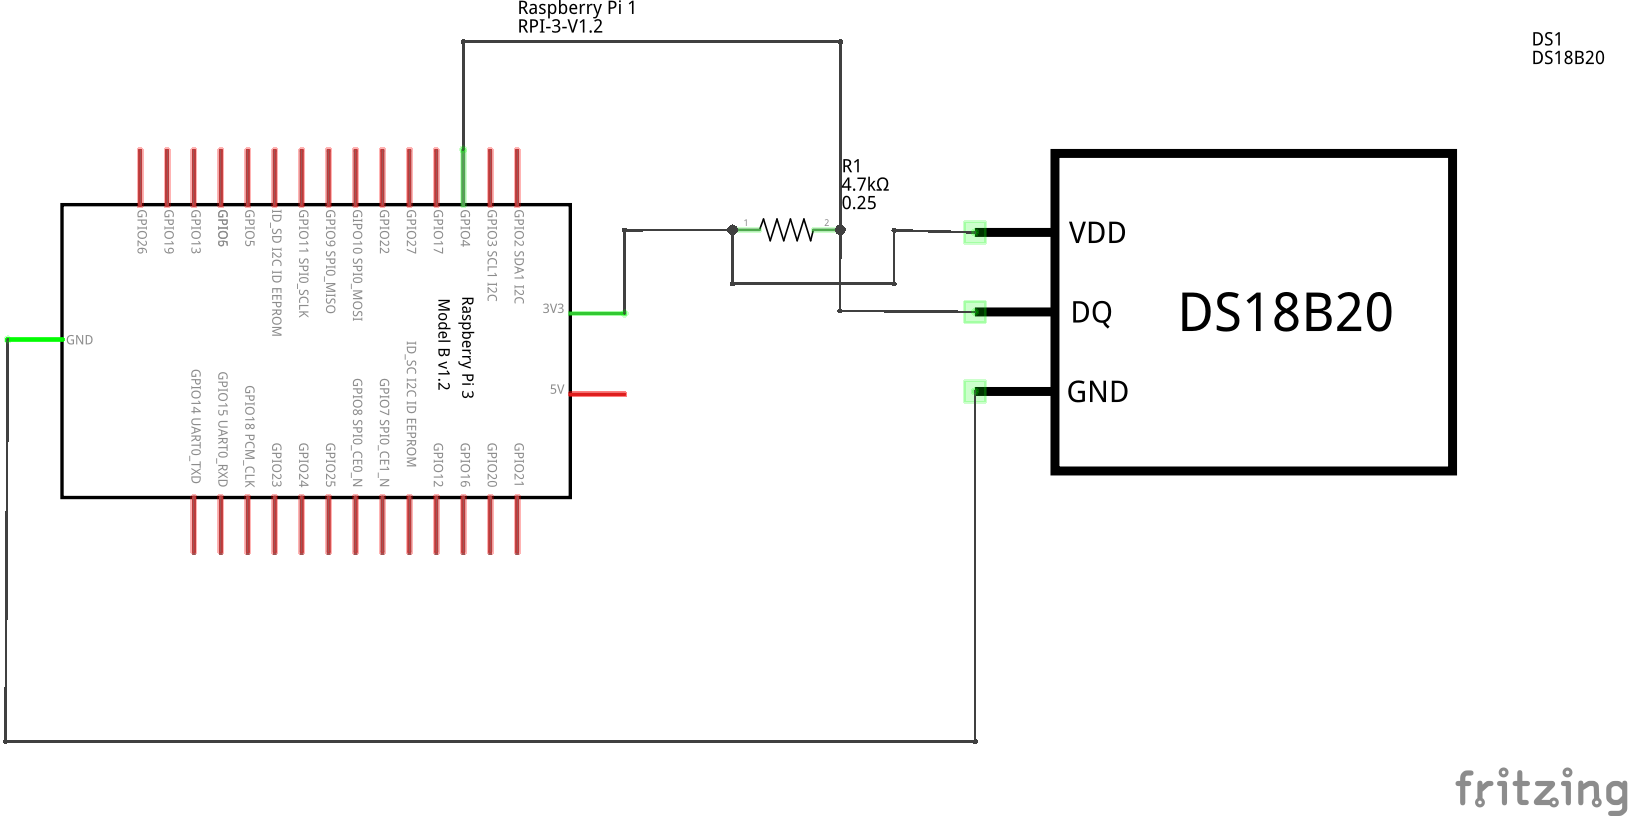 Raspberry Pi 1
RPI-3-V1.2
DS1
DS18B20
R1
4.7kΩ
0.25
1
2
GPIO26
GPIO19
GPIO13
GPIO6
GPIO5
ID_SD I2C ID EEPROM
GPIO11 SPI0_SCLK
GPIO9 SPI0_MISO
GIPO10 SPI0_MOSI
GPIO22
GPIO27
GPIO17
GPIO4
GPIO3 SCL1 I2C
GPIO2 SDA1 I2C
3V3
5V
GND
Raspberry Pi 3
Model B v1.2
GPIO14 UART0_TXD
GPIO15 UART0_RXD
GPIO18 PCM_CLK
GPIO23
GPIO24
GPIO25
GPIO8 SPI0_CE0_N
GPIO7 SPI0_CE1_N
ID_SC I2C ID EEPROM
GPIO12
GPIO16
GPIO20
GPIO21
VDD
DQ
GND
DS18B20
fritzing